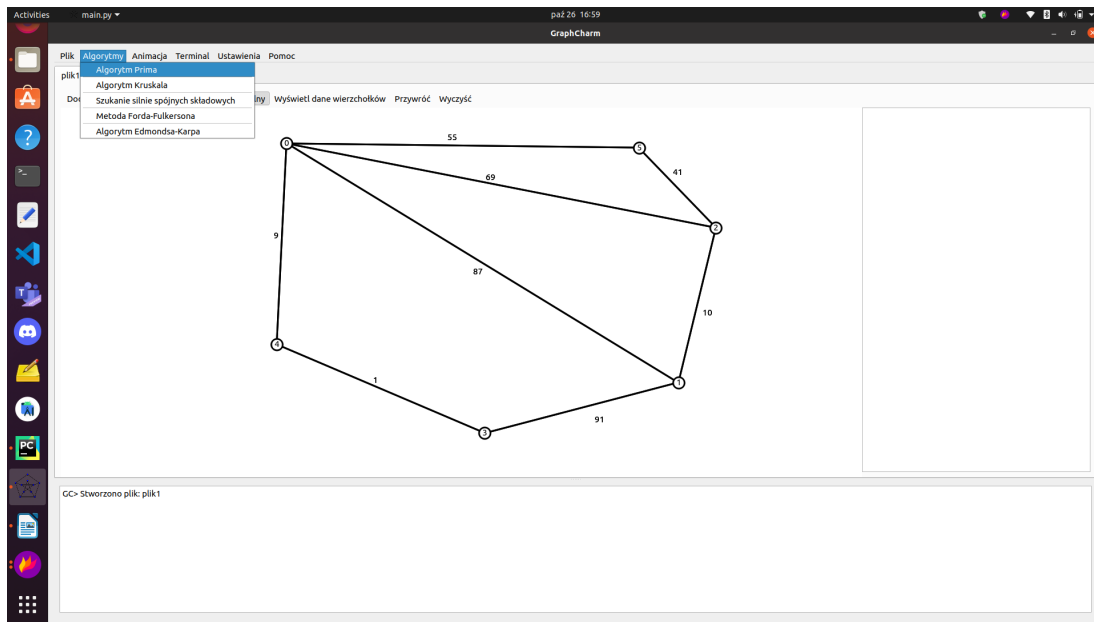 Activities main.py paź 26 16:59
GraphCharm
Plik Algorytmy Animacja Terminal Ustawienia Pomoc
plik1
Algorytm Prima
Algorytm Kruskala
Szukanie silnie spójnych składowych
Metoda Forda-Fulkersona
Algorytm Edmondsa-Karpa
Wyświetl dane wierzchołków Przywróć Wyczyść
55
0
5
41
69
2
9
87
10
4
1
1
91
3
GC> Stworzono plik: plik1
PC